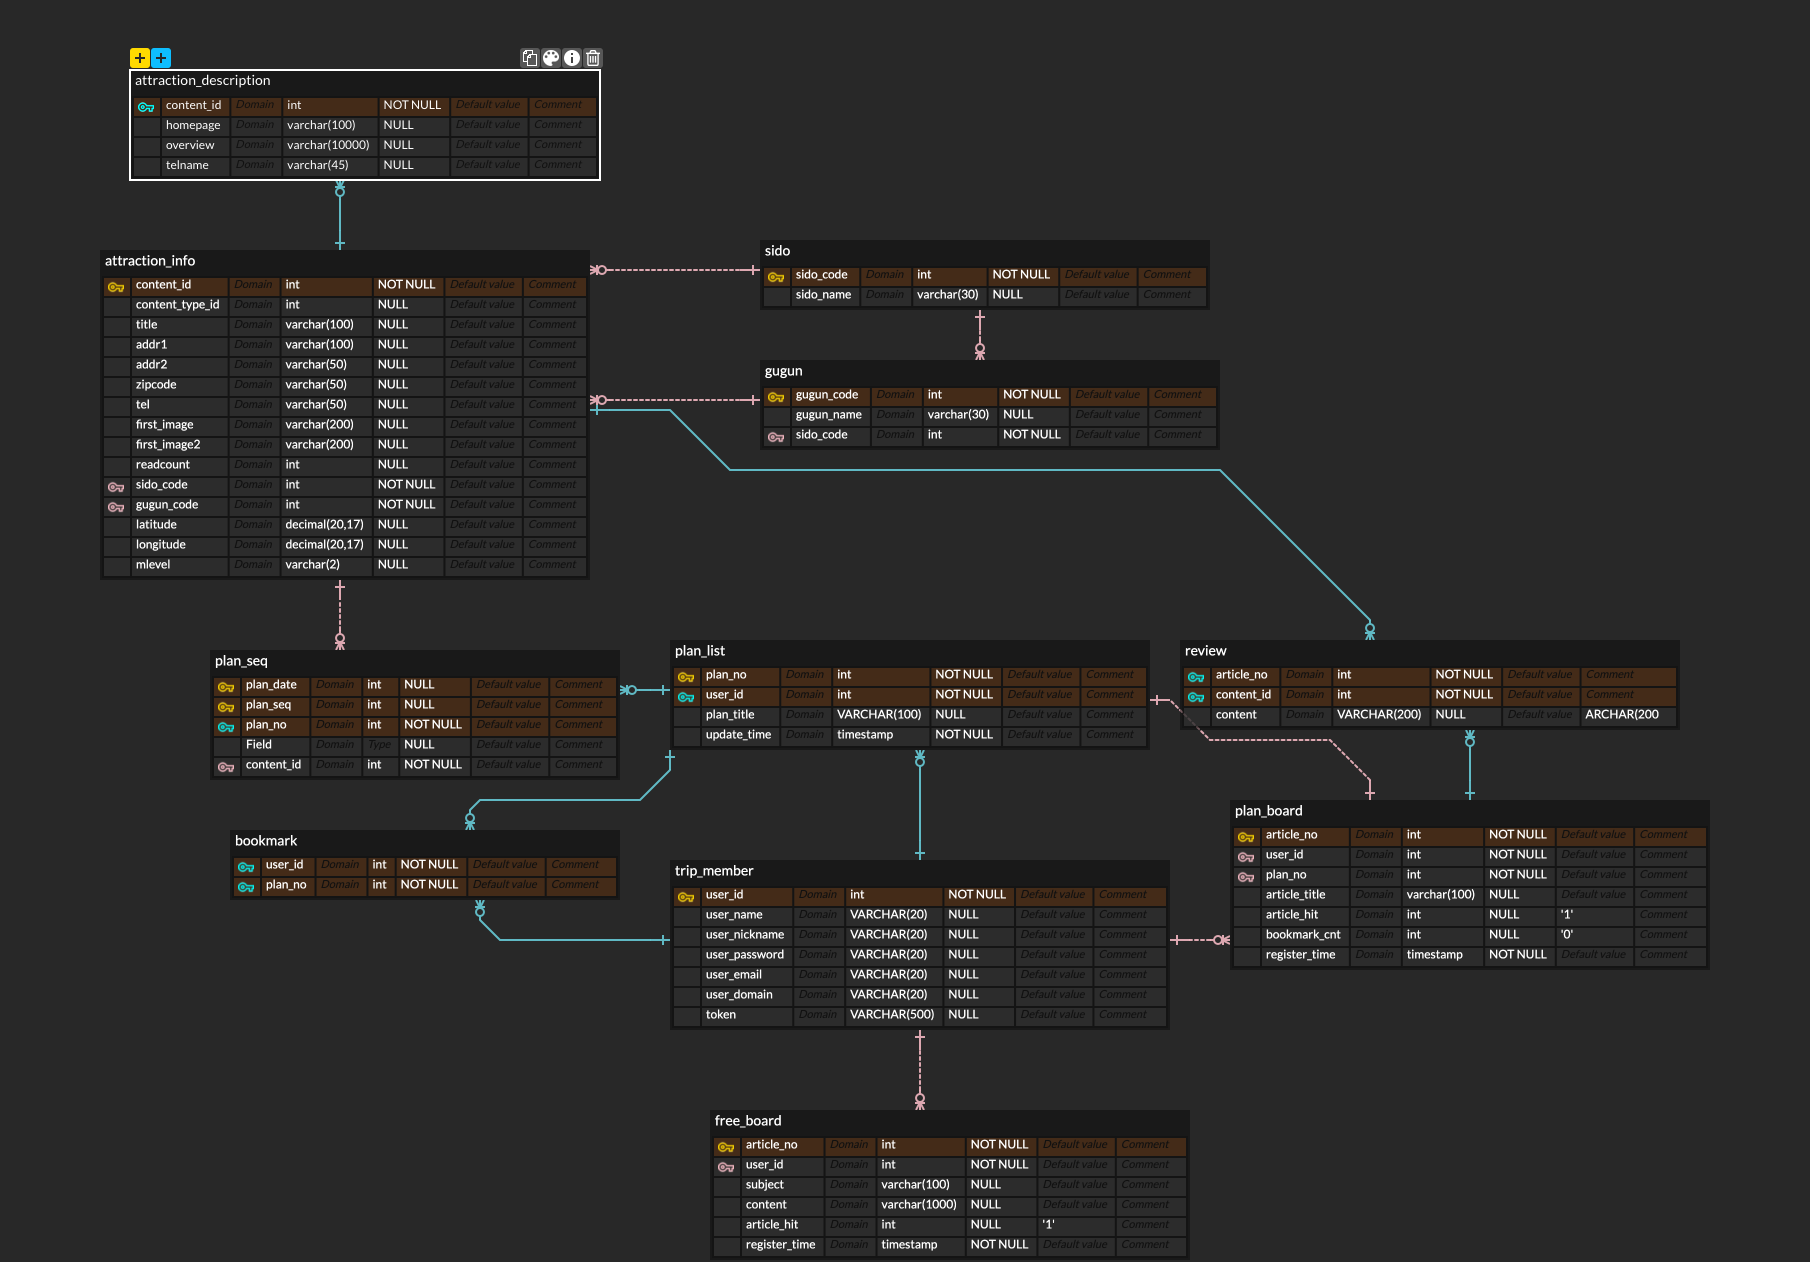 attraction_description
content_id Domain int NOT NULL Default value Comment
homepage Domain varchar(100) NULL Default value Comment
overview Domain varchar(10000) NULL Default value Comment
telname Domain varchar(45) NULL Default value Comment
attraction_info
content_id Domain int NOT NULL Default value Comment
content_type_id Domain int NULL Default value Comment
title Domain varchar(100) NULL Default value Comment
addr1 Domain varchar(100) NULL Default value Comment
addr2 Domain varchar(50) NULL Default value Comment
zipcode Domain varchar(50) NULL Default value Comment
tel Domain varchar(50) NULL Default value Comment
first_image Domain varchar(200) NULL Default value Comment
first_image2 Domain varchar(200) NULL Default value Comment
readcount Domain int NULL Default value Comment
sido_code Domain int NOT NULL Default value Comment
gugun_code Domain int NOT NULL Default value Comment
latitude Domain decimal(20,17) NULL Default value Comment
longitude Domain decimal(20,17) NULL Default value Comment
mlevel Domain varchar(2) NULL Default value Comment
sido
sido_code Domain int NOT NULL Default value Comment
sido_name Domain varchar(30) NULL Default value Comment
gugun
gugun_code Domain int NOT NULL Default value Comment
gugun_name Domain varchar(30) NULL Default value Comment
sido_code Domain int NOT NULL Default value Comment
plan_seq
plan_date Domain int NULL Default value Comment
plan_seq Domain int NULL Default value Comment
plan_no Domain int NOT NULL Default value Comment
Field Domain Type NULL Default value Comment
content_id Domain int NOT NULL Default value Comment
plan_list
plan_no Domain int NOT NULL Default value Comment
user_id Domain int NOT NULL Default value Comment
plan_title Domain VARCHAR(100) NULL Default value Comment
update_time Domain timestamp NOT NULL Default value Comment
review
article_no Domain int NOT NULL Default value Comment
content_id Domain int NOT NULL Default value Comment
content Domain VARCHAR(200) NULL Default value ARCHAR(200
bookmark
user_id Domain int NOT NULL Default value Comment
plan_no Domain int NOT NULL Default value Comment
trip_member
user_id Domain int NOT NULL Default value Comment
user_name Domain VARCHAR(20) NULL Default value Comment
user_nickname Domain VARCHAR(20) NULL Default value Comment
user_password Domain VARCHAR(20) NULL Default value Comment
user_email Domain VARCHAR(20) NULL Default value Comment
user_domain Domain VARCHAR(20) NULL Default value Comment
token Domain VARCHAR(500) NULL Default value Comment
plan_board
article_no Domain int NOT NULL Default value Comment
user_id Domain int NOT NULL Default value Comment
plan_no Domain int NOT NULL Default value Comment
article_title Domain varchar(100) NULL Default value Comment
article_hit Domain int NULL '1' Comment
bookmark_cnt Domain int NULL '0' Comment
register_time Domain timestamp NOT NULL Default value Comment
free_board
article_no Domain int NOT NULL Default value Comment
user_id Domain int NOT NULL Default value Comment
subject Domain varchar(100) NULL Default value Comment
content Domain varchar(1000) NULL Default value Comment
article_hit Domain int NULL '1' Comment
register_time Domain timestamp NOT NULL Default value Comment